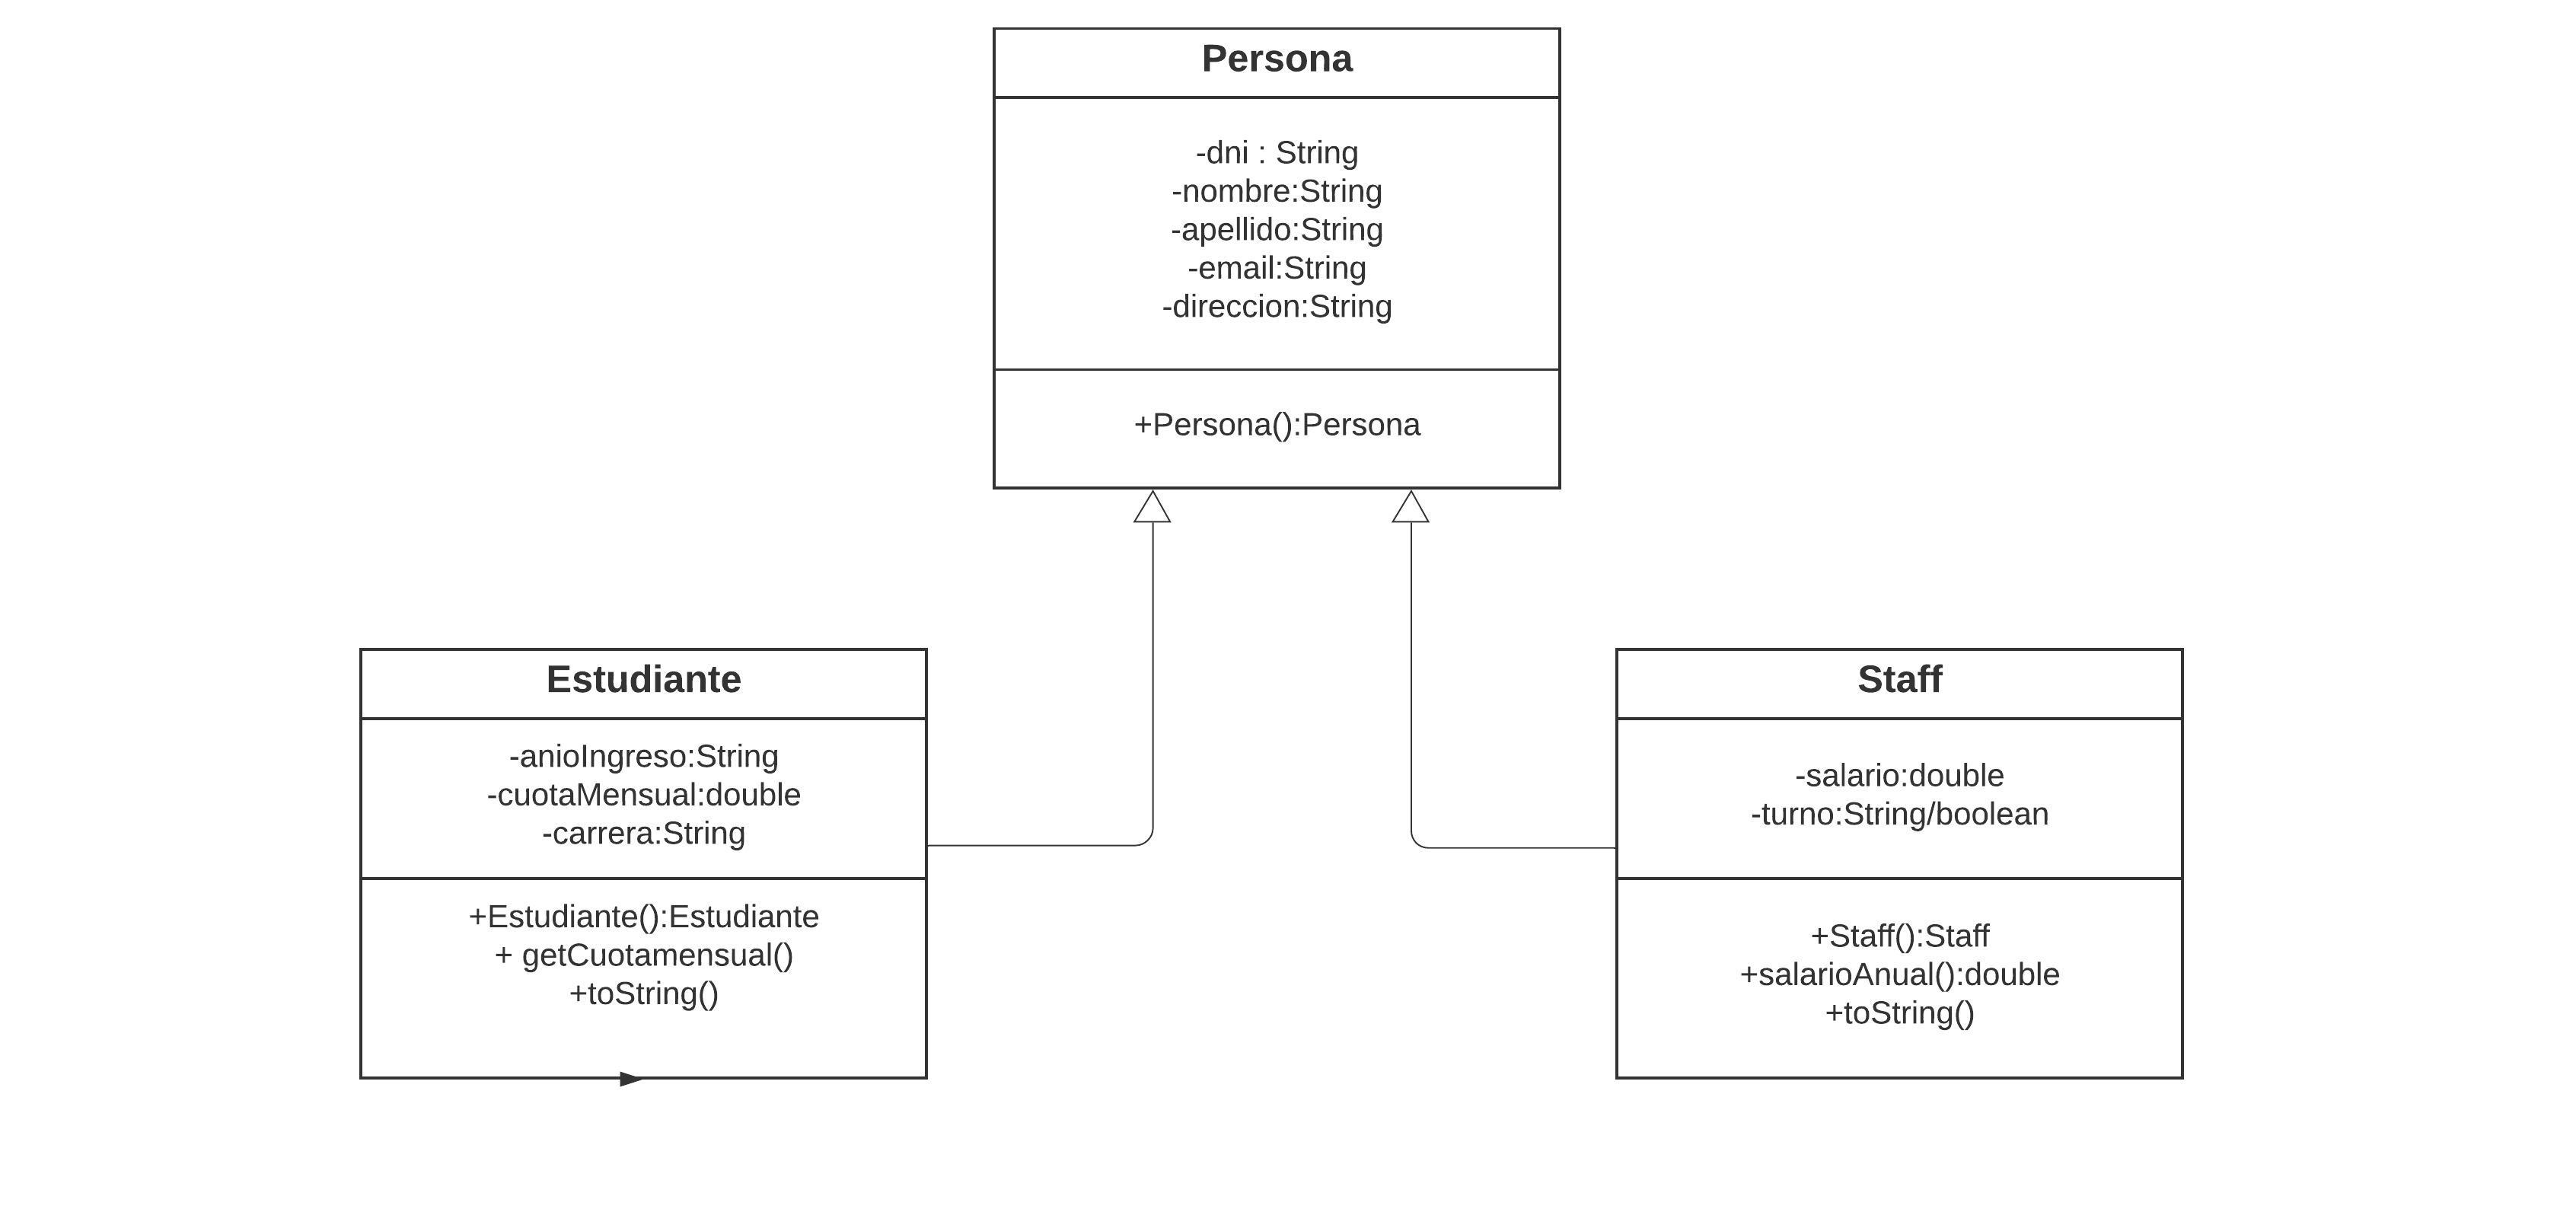 Persona
-dni : String
-nombre:String
-apellido:String
-email:String
-direccion:String
+Persona():Persona
Estudiante
-anioIngreso:String
-cuotaMensual:double
-carrera:String
+Estudiante():Estudiante
+ getCuotamensual()
+toString()
Staff
-salario:double
-turno:String/boolean
+Staff():Staff
+salarioAnual():double
+toString()